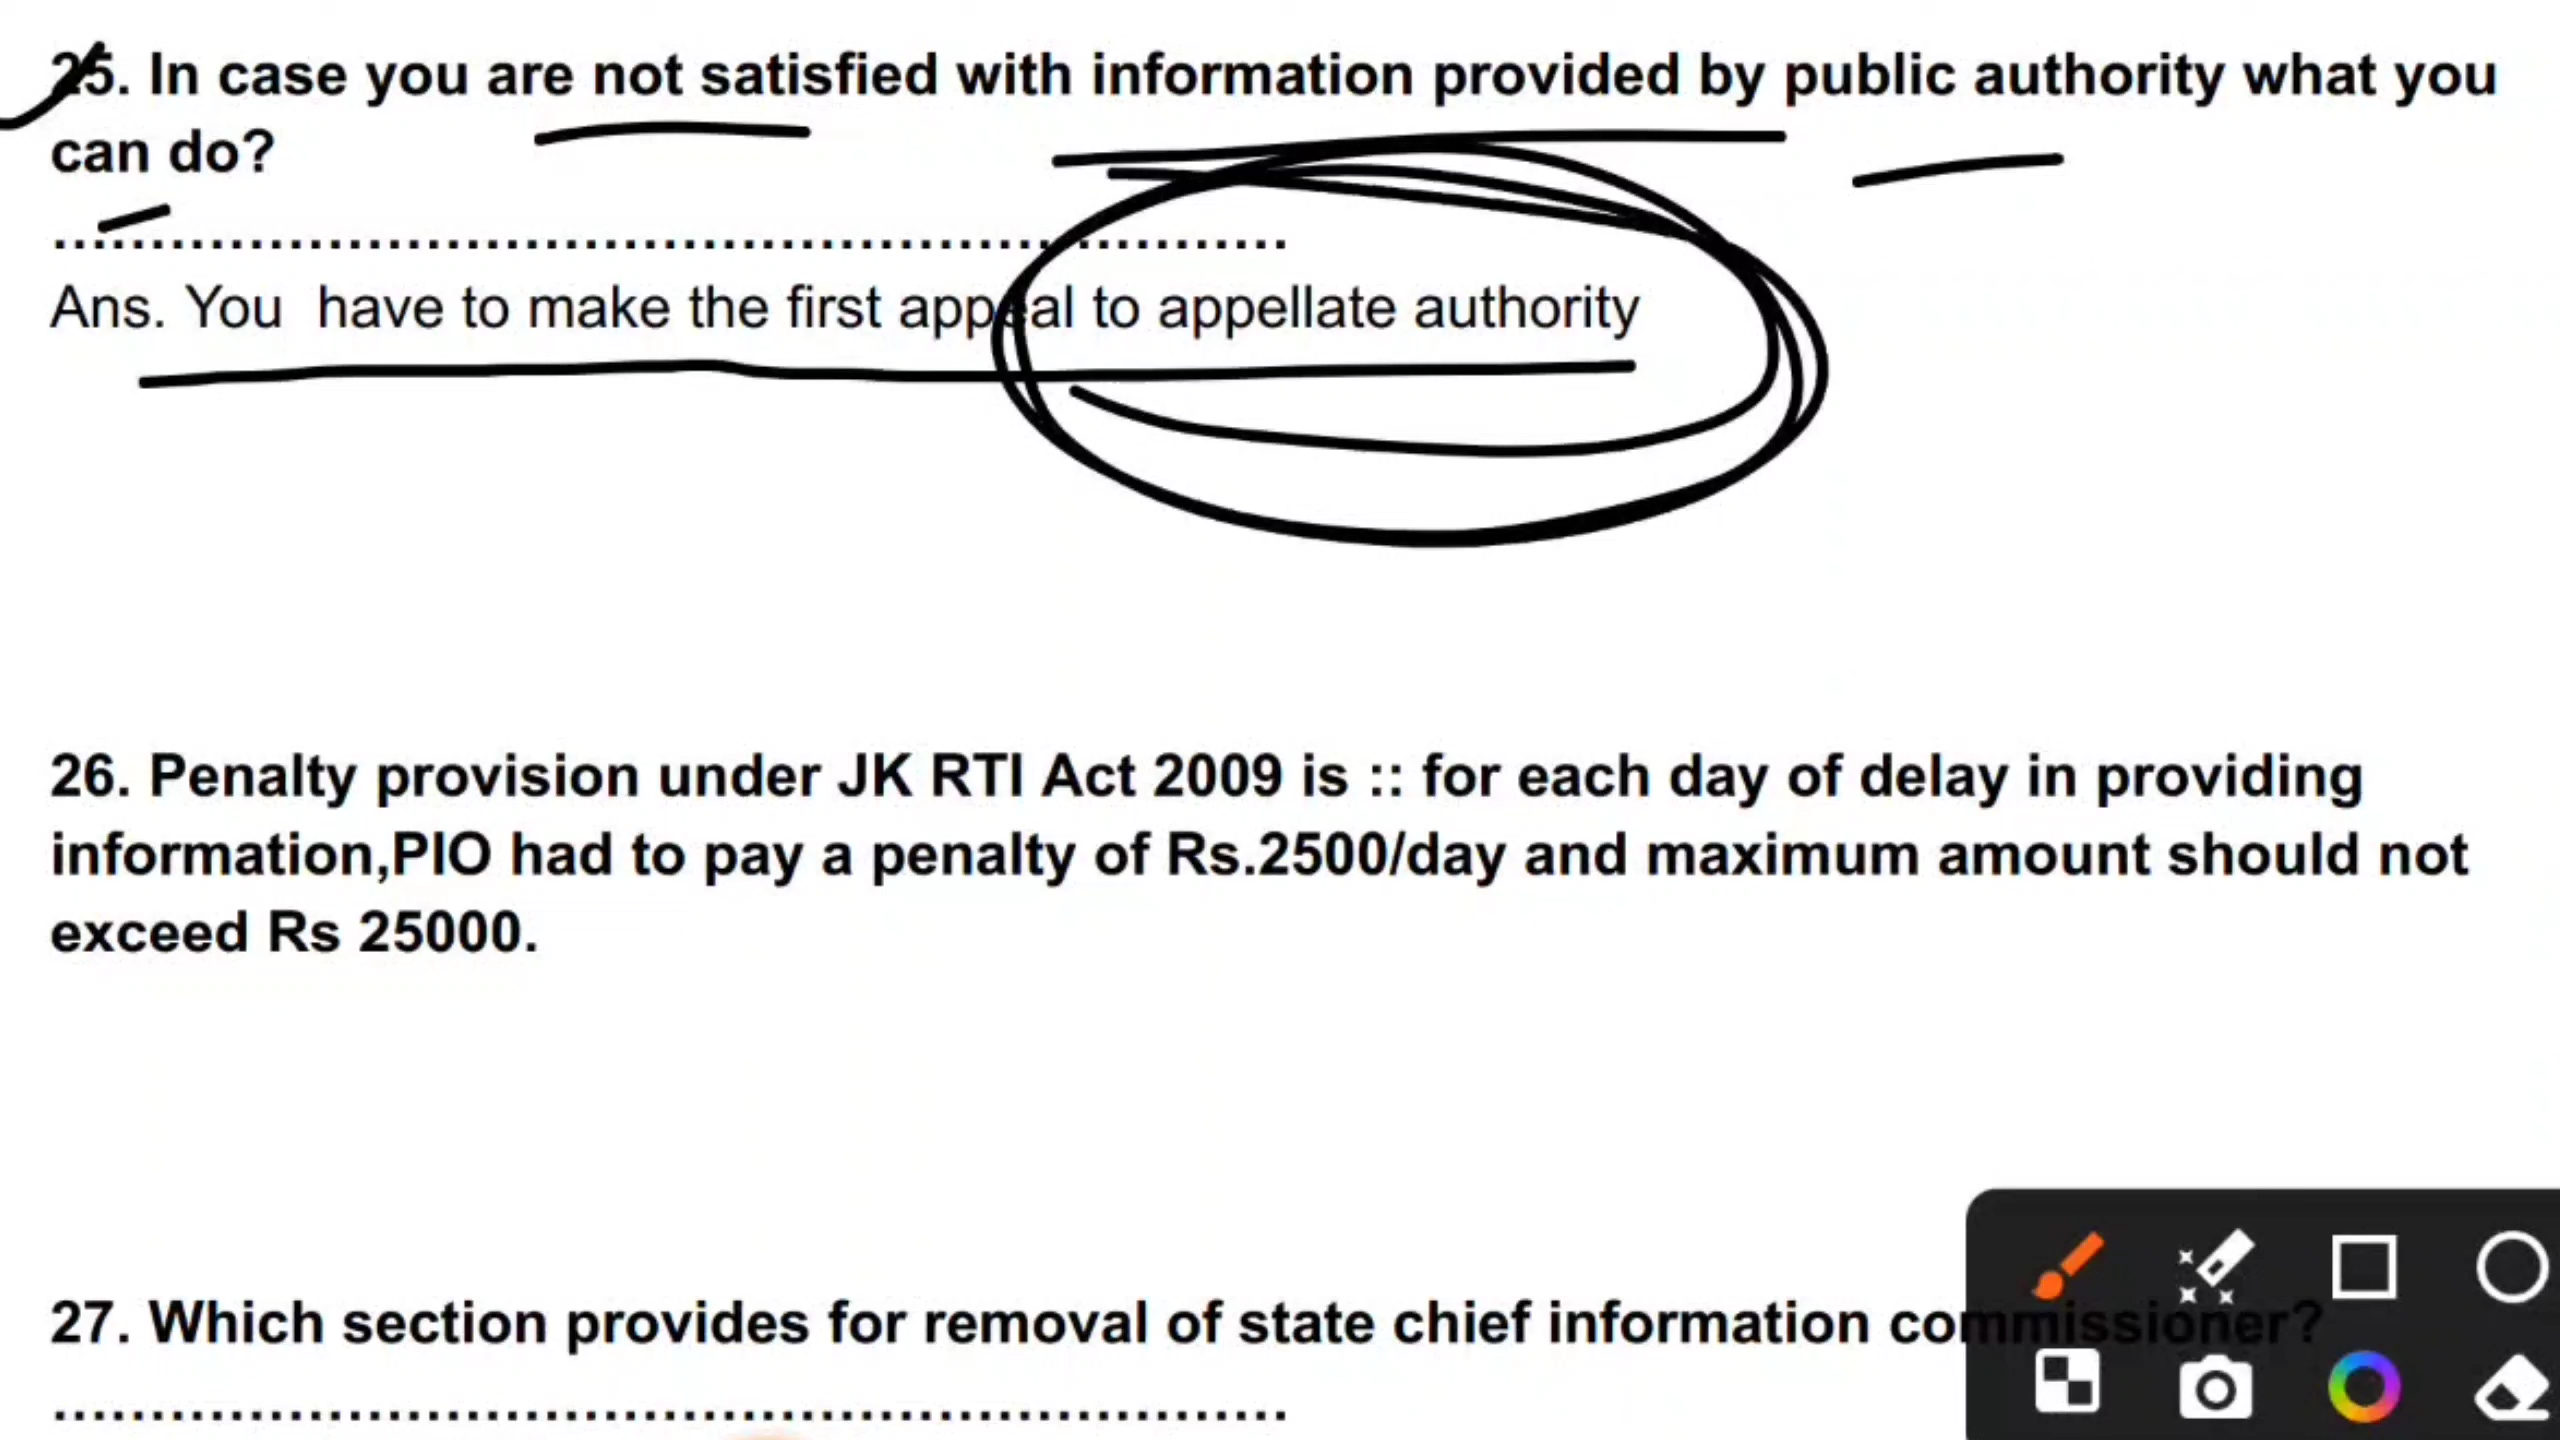 25. In case you are not satisfied with information provided by public authority what you
can do?
...............................................................
Ans. You  have to make the first appeal to appellate authority
26. Penalty provision under JK RTI Act 2009 is :: for each day of delay in providing
information,PIO had to pay a penalty of Rs.2500/day and maximum amount should not
exceed Rs 25000.
27. Which section provides for removal of state chief information commissioner?
...............................................................